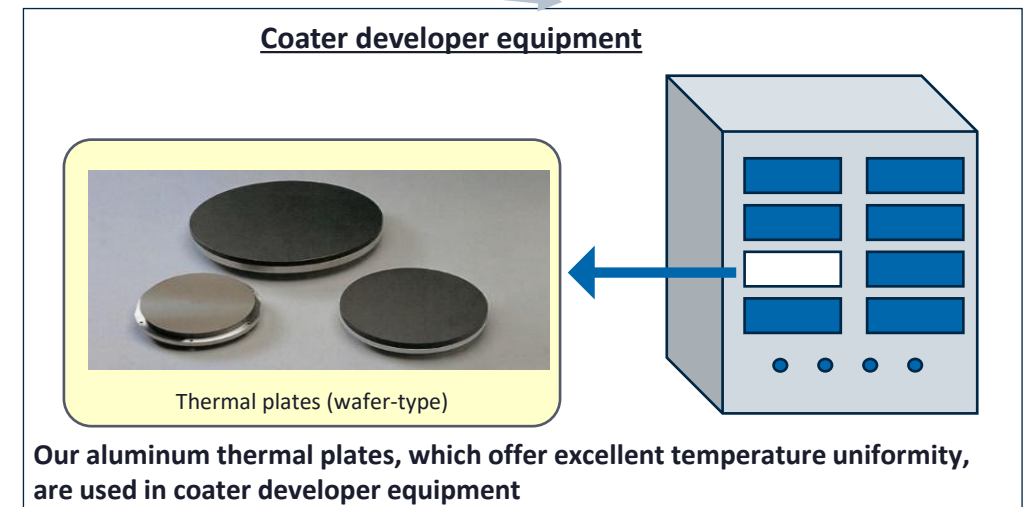 Coater developer equipment
Thermal plates (wafer-type)
Our aluminum thermal plates, which offer excellent temperature uniformity,
are used in coater developer equipment